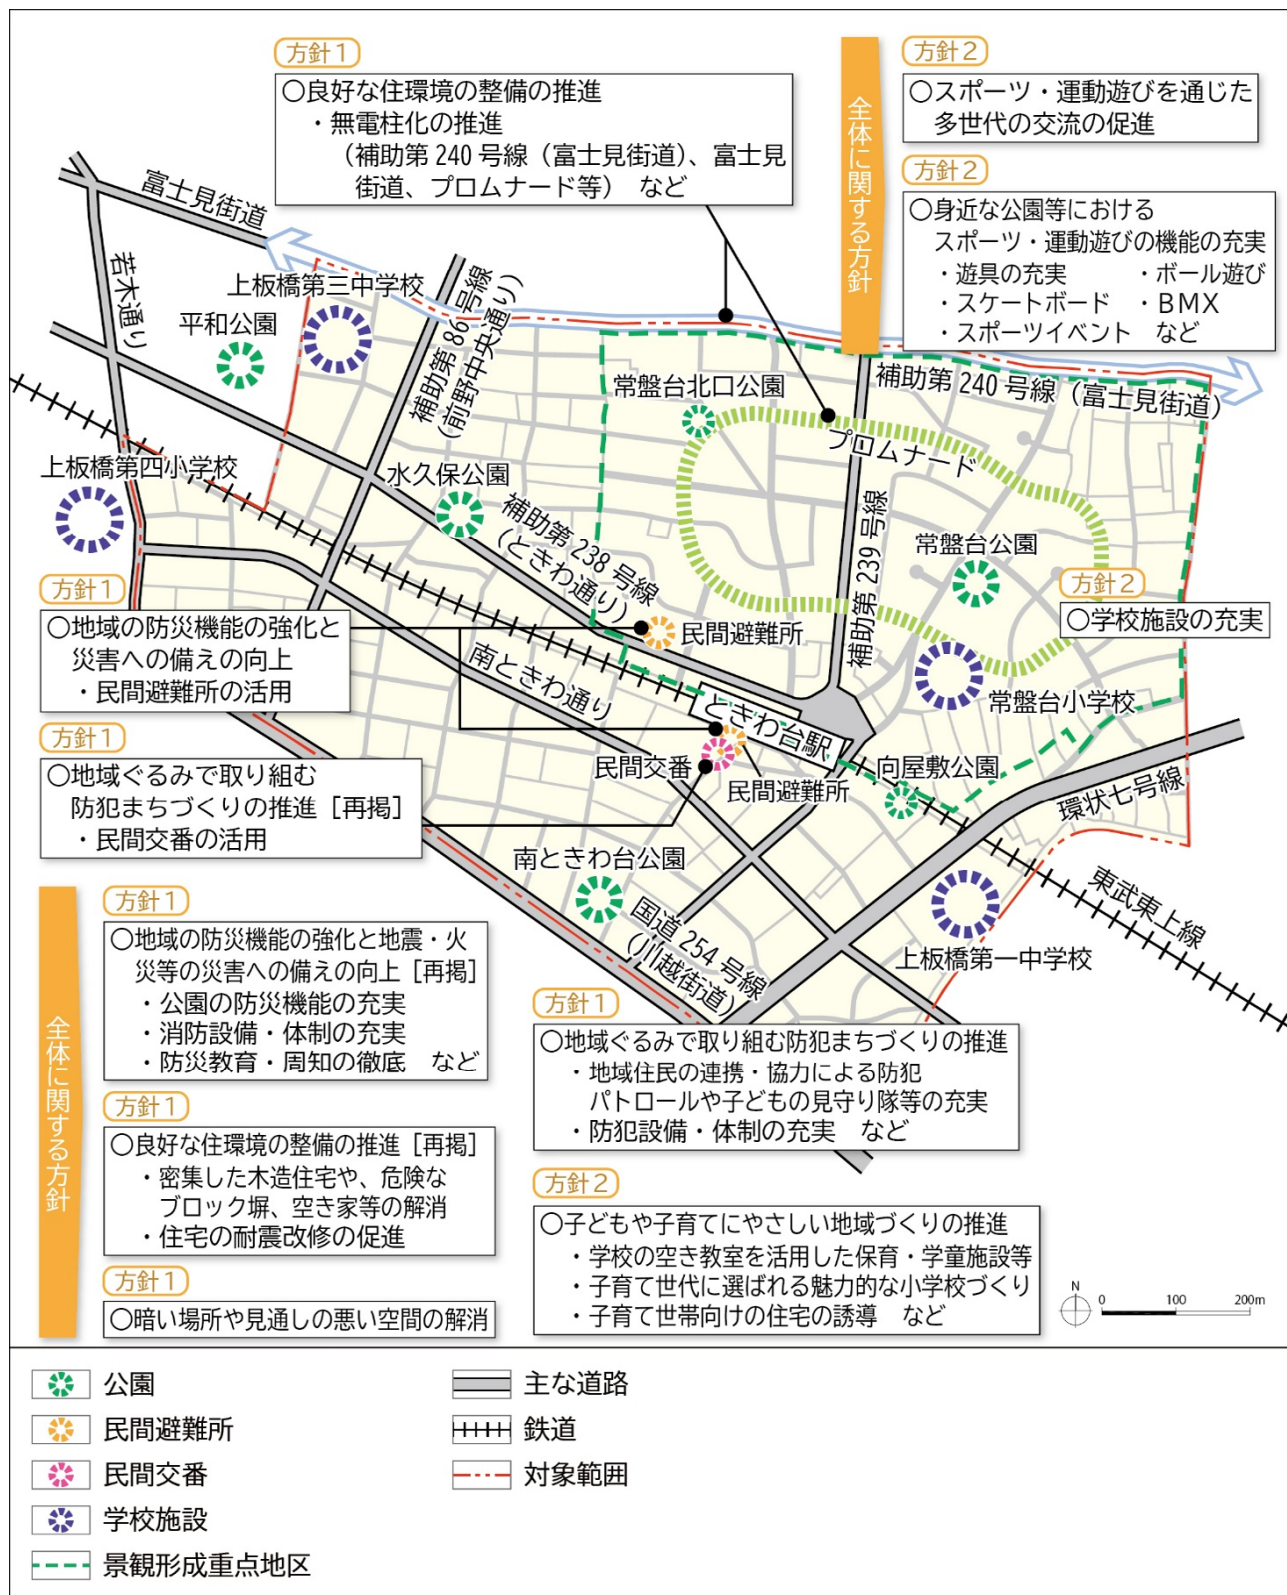 方針1
○良好な住環境の整備の推進
・無電柱化の推進
（補助第 240 号線（富士見街道）、富士見
街道、プロムナード等）　など
全体に関する方針
方針2
○スポーツ・運動遊びを通じた
多世代の交流の促進
方針2
○身近な公園等における
スポーツ・運動遊びの機能の充実
・遊具の充実　・ボール遊び
・スケートボード　・ＢＭＸ
・スポーツイベント　など
富士見街道
若木通り
上板橋第三中学校
平和公園
補助第 86 号線
（前野中央通り）
常盤台北口公園
補助第 240 号線（富士見街道）
プロムナード
上板橋第四小学校
水久保公園
補助第 238 号線
（ときわ通り）
補助第 239 号線
常盤台公園
方針1
○地域の防災機能の強化と
災害への備えの向上
・民間避難所の活用
方針2
○学校施設の充実
民間避難所
南ときわ通り
常盤台小学校
ときわ台駅
方針1
○地域ぐるみで取り組む
防犯まちづくりの推進［再掲］
・民間交番の活用
民間交番
民間避難所
向屋敷公園
環状七号線
南ときわ台公園
国道 254 号線
（川越街道）
東武東上線
上板橋第一中学校
全体に関する方針
方針1
○地域の防災機能の強化と地震・火
災等の災害への備えの向上［再掲］
・公園の防災機能の充実
・消防設備・体制の充実
・防災教育・周知の徹底　など
方針1
○良好な住環境の整備の推進［再掲］
・密集した木造住宅や、危険な
ブロック塀、空き家等の解消
・住宅の耐震改修の促進
方針1
○暗い場所や見通しの悪い空間の解消
方針1
○地域ぐるみで取り組む防犯まちづくりの推進
・地域住民の連携・協力による防犯
パトロールや子どもの見守り隊等の充実
・防犯設備・体制の充実　など
方針2
○子どもや子育てにやさしい地域づくりの推進
・学校の空き教室を活用した保育・学童施設等
・子育て世代に選ばれる魅力的な小学校づくり
・子育て世帯向けの住宅の誘導　など
N
0 100 200m
公園
民間避難所
民間交番
学校施設
景観形成重点地区
主な道路
鉄道
対象範囲